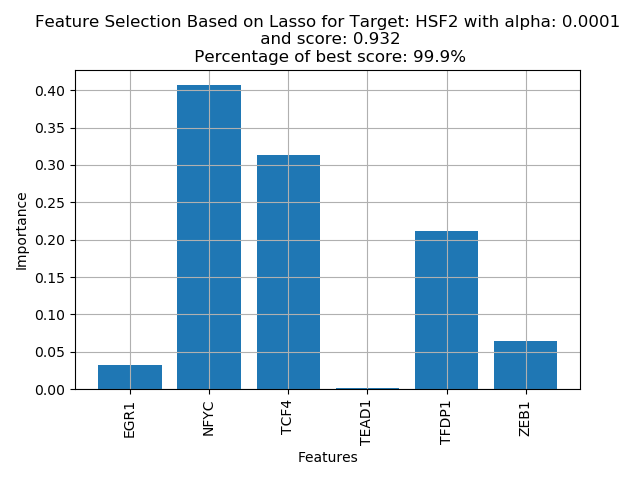 Feature Selection Based on Lasso for Target: HSF2 with alpha: 0.0001
and score: 0.932
Percentage of best score: 99.9%
0.40
0.35
0.30
0.25
0.20
0.15
0.10
0.05
0.00
Importance
EGR1
NFYC
TCF4
TEAD1
TFDP1
ZEB1
Features